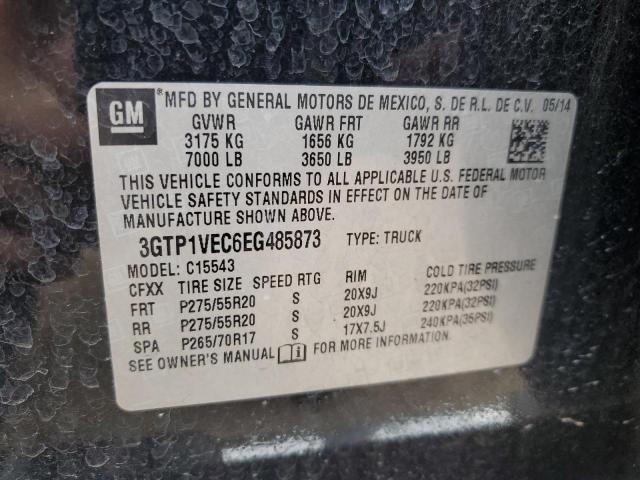 GM ® MFD BY GENERAL MOTORS DE MEXICO, S. DE R.L. DE C.V. 05/14
GVWR GAWR FRT GAWR RR
3175 KG 1656 KG 1792 KG
7000 LB 3650 LB 3950 LB
THIS VEHICLE CONFORMS TO ALL APPLICABLE U.S. FEDERAL MOTOR
VEHICLE SAFETY STANDARDS IN EFFECT ON THE DATE OF
MANUFACTURE SHOWN ABOVE.
3GTP1VEC6EG485873 TYPE: TRUCK
MODEL: C15543
CFXX TIRE SIZE SPEED RTG RIM COLD TIRE PRESSURE
FRT P275/55R20 S 20X9J 220KPA(32PSI)
RR P275/55R20 S 20X9J 220KPA(32PSI)
SPA P265/70R17 S 17X7.5J 240KPA(35PSI)
SEE OWNER'S MANUAL i FOR MORE INFORMATION.